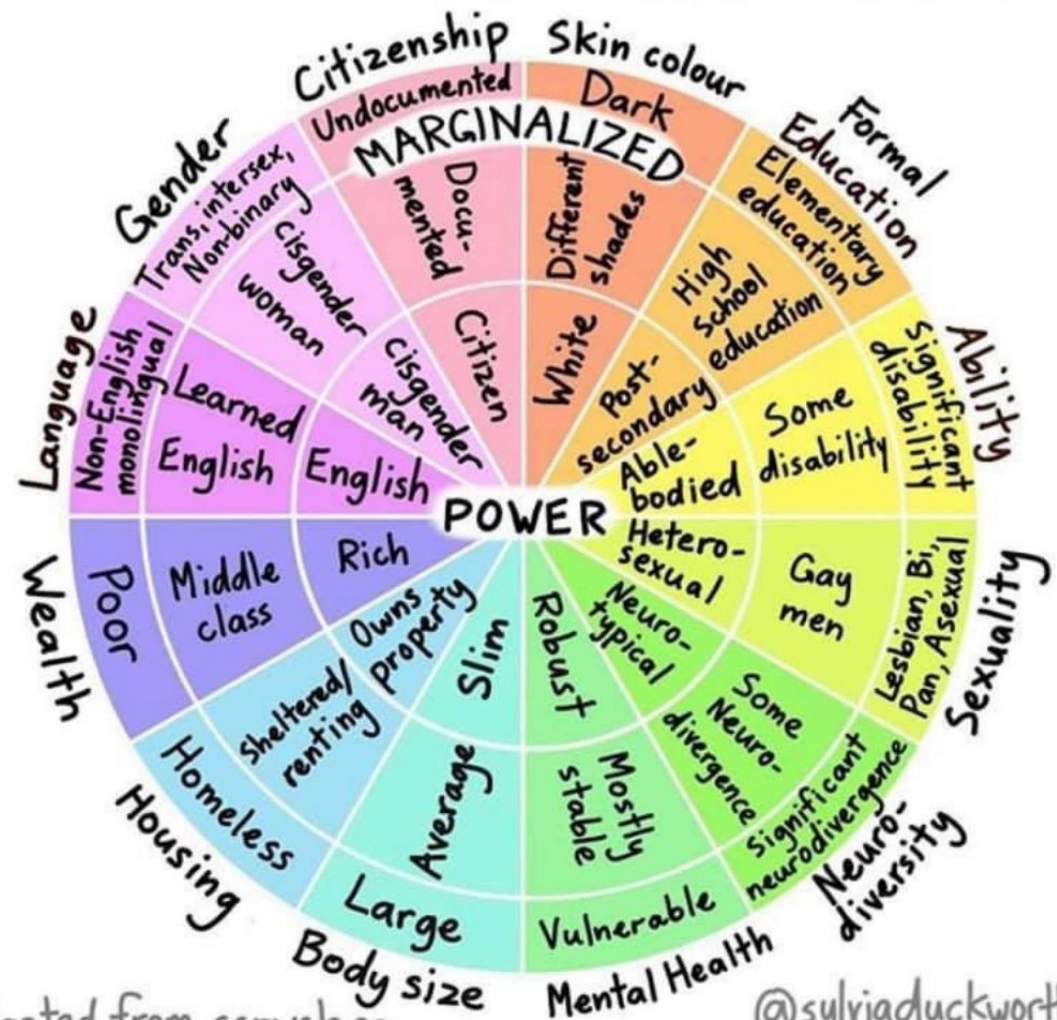 Citizenship
Undocumented
Docu-
mented
Citizen
Skin colour
Dark
Different
shades
White
Formal
Education
Elementary
education
High
school
education
Post-
secondary
Ability
Significant
disability
Some
disability
Able-
bodied
Sexuality
Lesbian, Bi,
Pan, Asexual
Gay
men
Hetero-
sexual
Neuro-
diversity
Significant
neurodivergence
Some
Neuro-
divergence
Neuro-
typical
Mental Health
Vulnerable
Mostly
stable
Robust
Body size
Large
Average
Slim
Housing
Homeless
Sheltered/
renting
Owns
property
Wealth
Poor
Middle
class
Rich
Language
Non-English
monolingual
Learned
English
English
Gender
Trans, intersex,
Non-binary
cisgender
woman
cisgender
man
MARGINALIZED
POWER
from
@sylviaduckwort